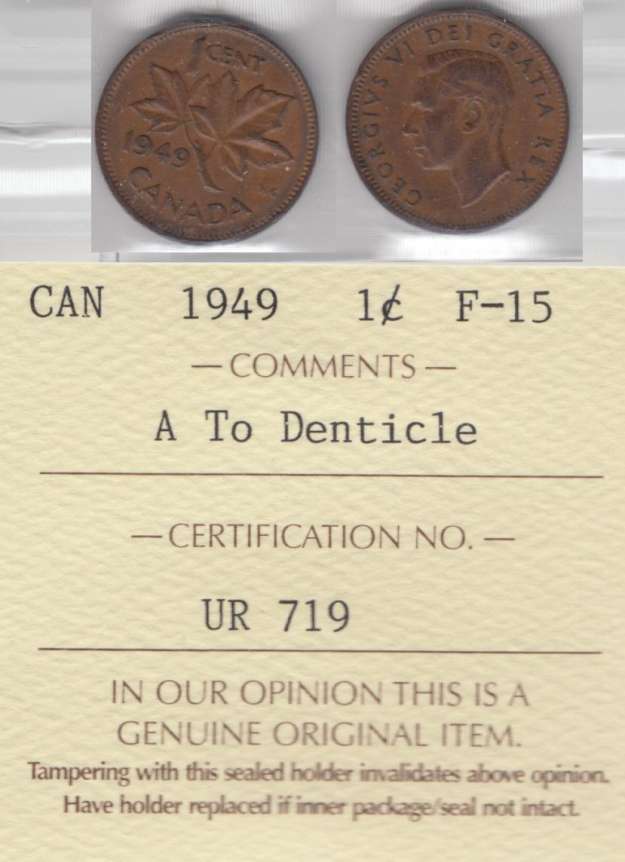 1 CENT
1949
CANADA
GEORGIVS VI DEI GRATIA REX
CAN 1949 1¢ F-15
— COMMENTS —
A To Denticle
— CERTIFICATION NO. —
UR 719
IN OUR OPINION THIS IS A
GENUINE ORIGINAL ITEM.
Tampering with this sealed holder invalidates above opinion.
Have holder replaced if inner package/seal not intact.